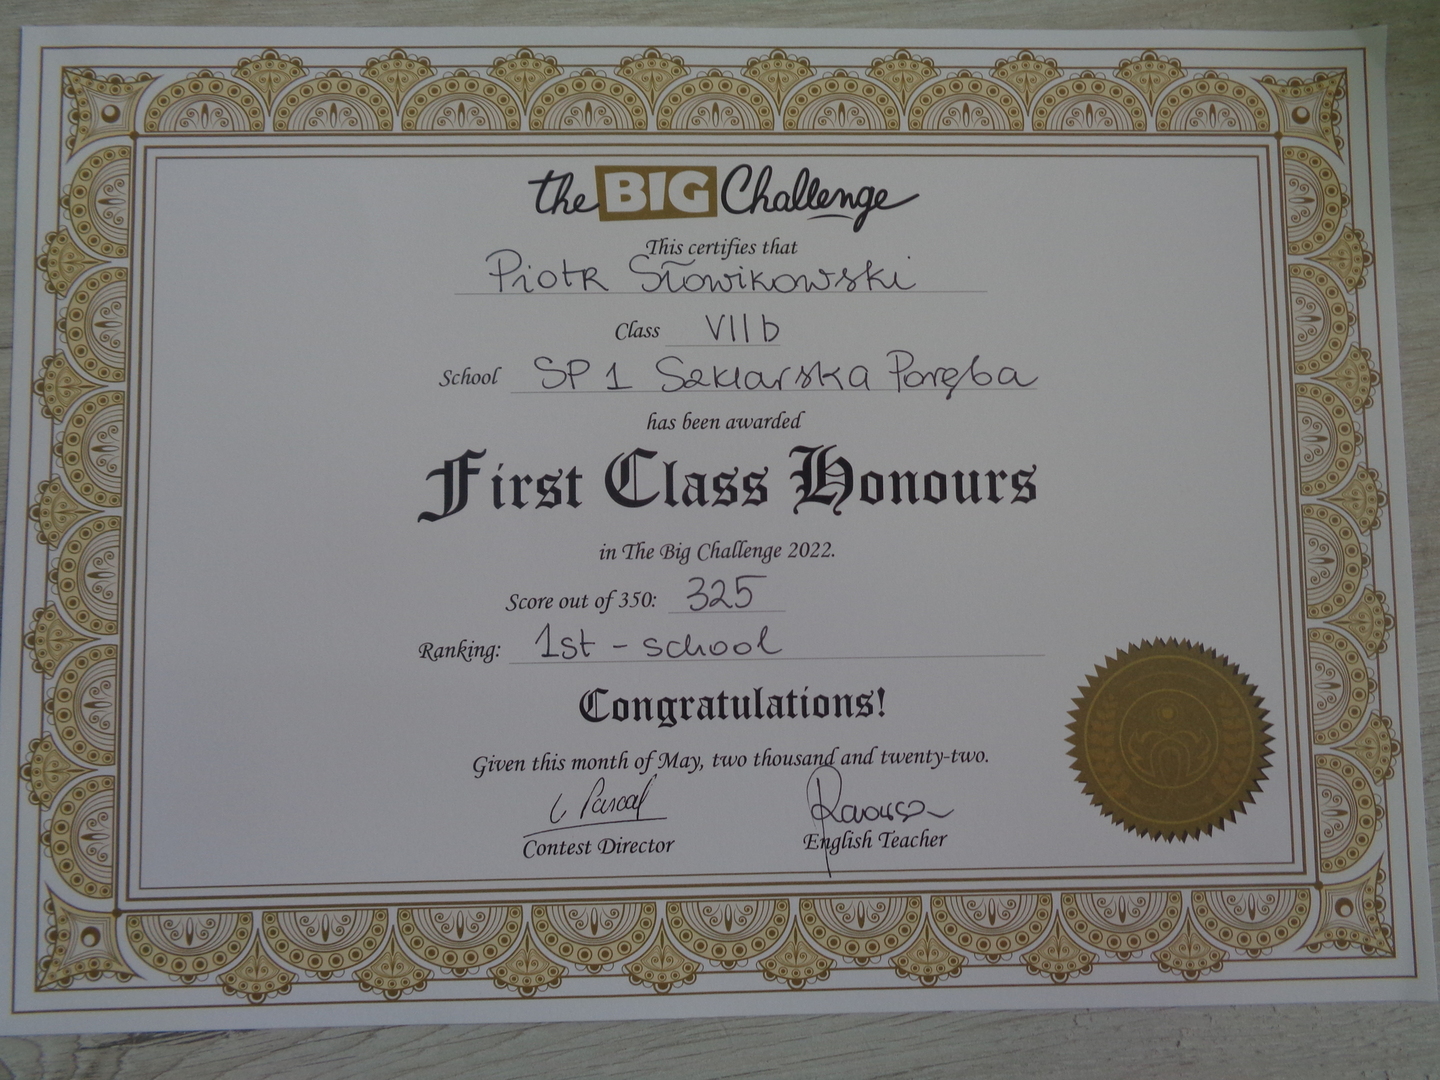 the BIG Challenge
This certifies that
Piotr Słowikowski
Class VII b
School SP 1 Szklarska Poręba
has been awarded
First Class Honours
in The Big Challenge 2022.
Score out of 350: 325
Ranking: 1st - school
Congratulations!
Given this month of May, two thousand and twenty-two.
Contest Director English Teacher